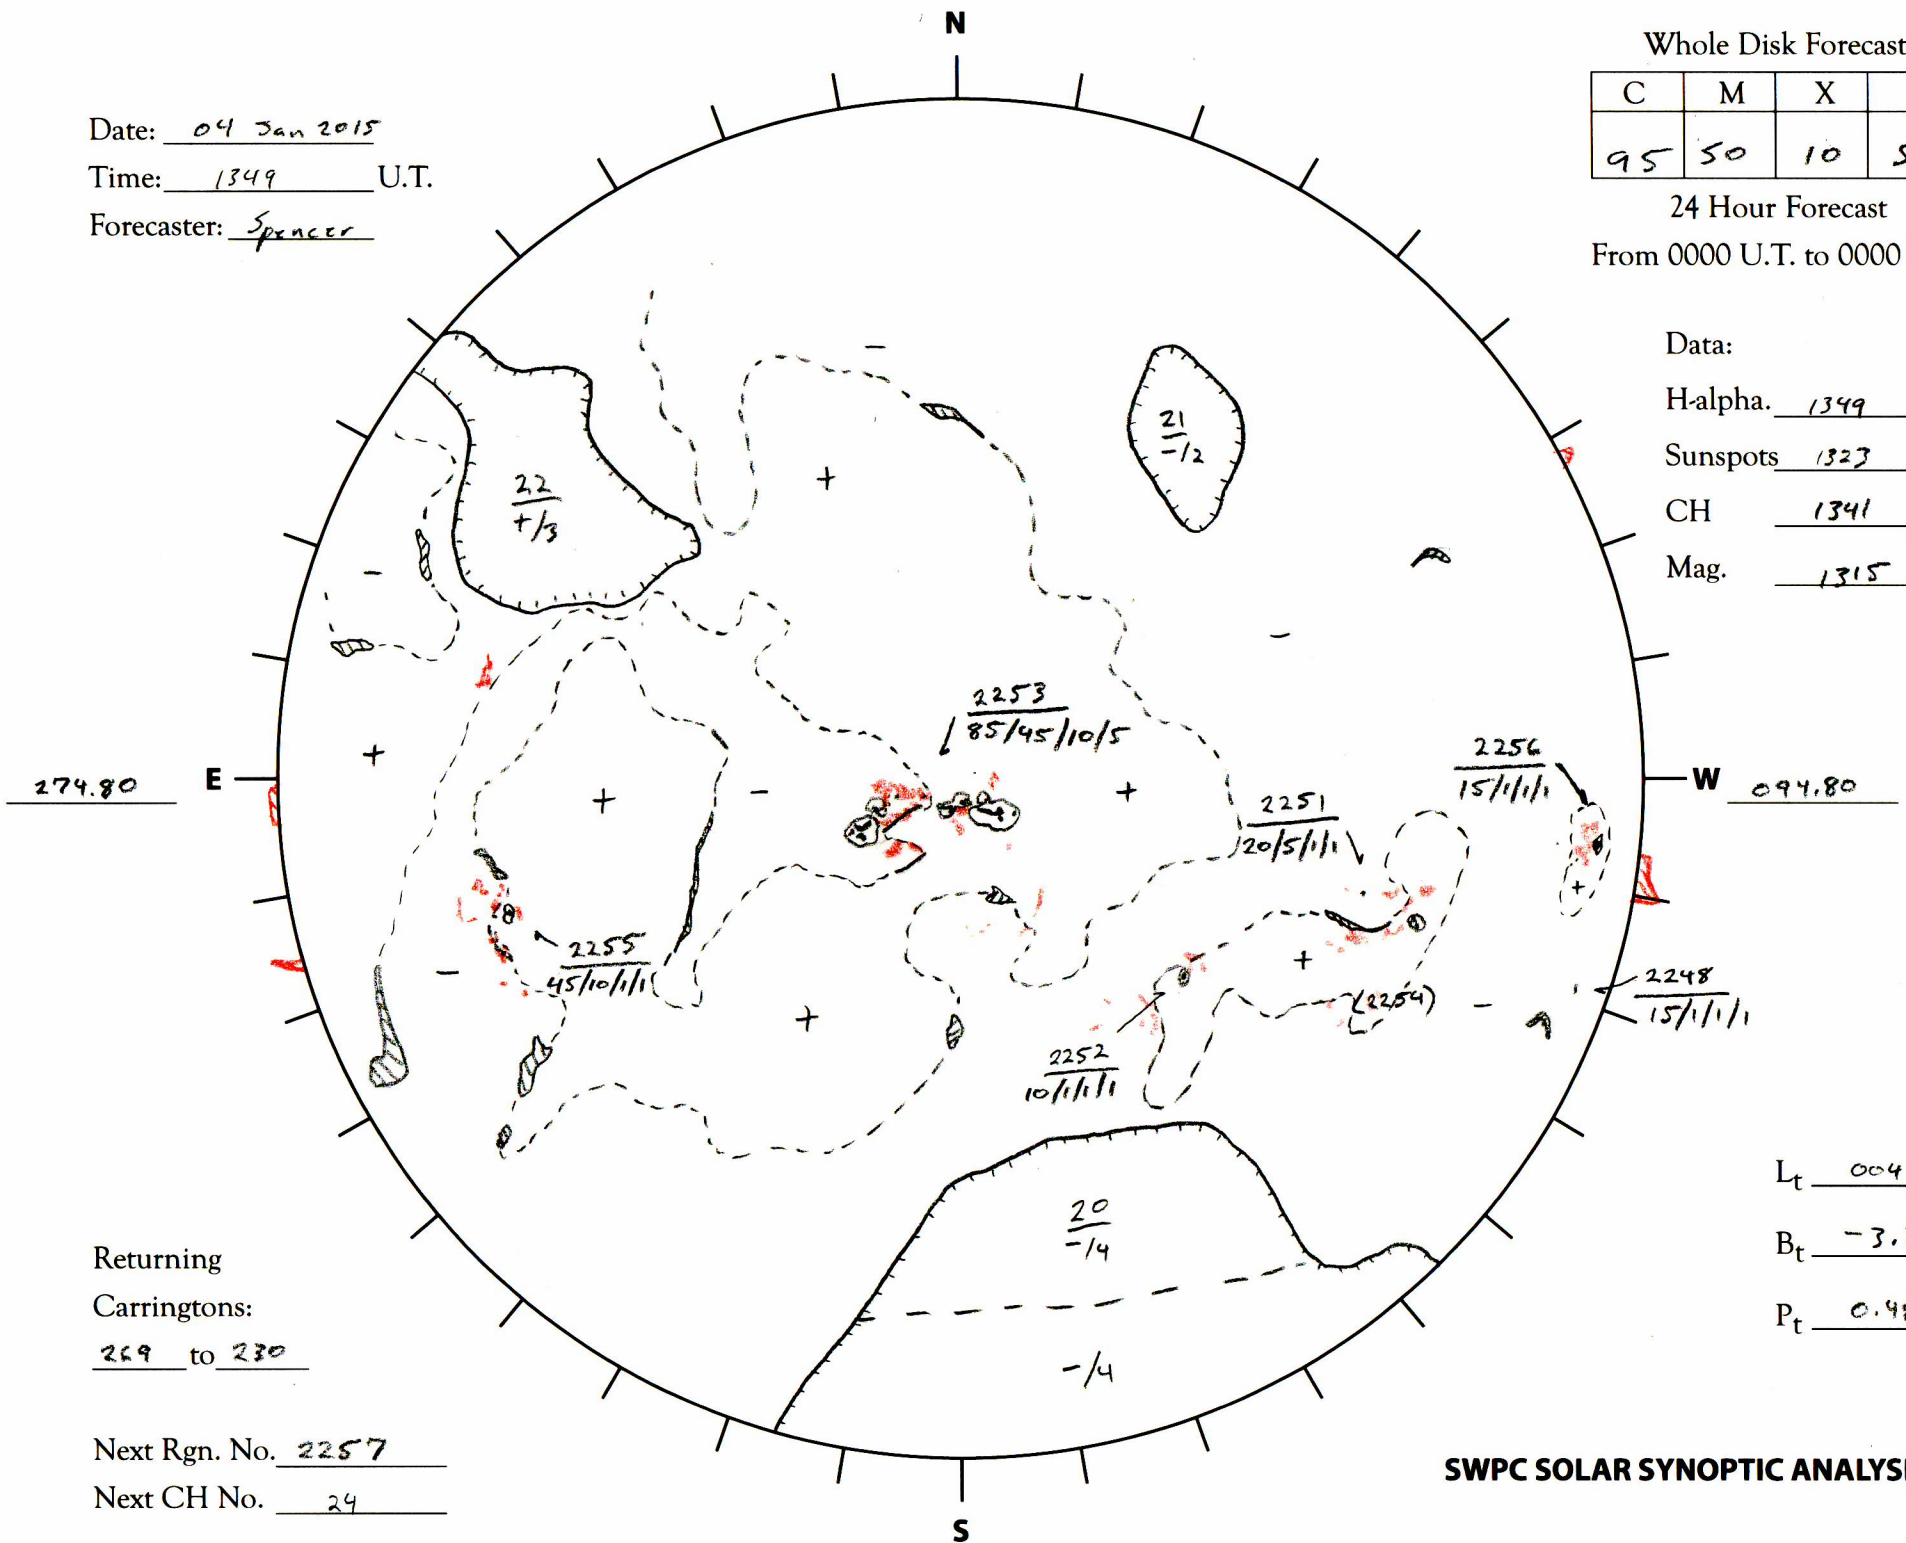 N
Whole Disk Forecast
C M X
95 50 10
24 Hour Forecast
From 0000 U.T. to 0000
Date: 04 Jan 2015
Time: 1349 U.T.
Forecaster: Spencer
Data:
H-alpha. 1349
Sunspots 1323
CH 1341
Mag. 1315
-
+
21
-/2
22
+/3
-
-
2253
85/45/10/5
+
2256
15/1/1/1
274.80 E
+
-
+
W 094.80
2251
20/5/1/1
+
2255
45/10/1/1
-
+
(2254)
-
2248
15/1/1/1
+
2252
10/1/1/1
20
-/4
-/4
Lt 004
Bt -3.
Pt
Returning
Carringtons:
269 to 230
Next Rgn. No. 2257
Next CH No. 24
SWPC SOLAR SYNOPTIC ANALYS
S